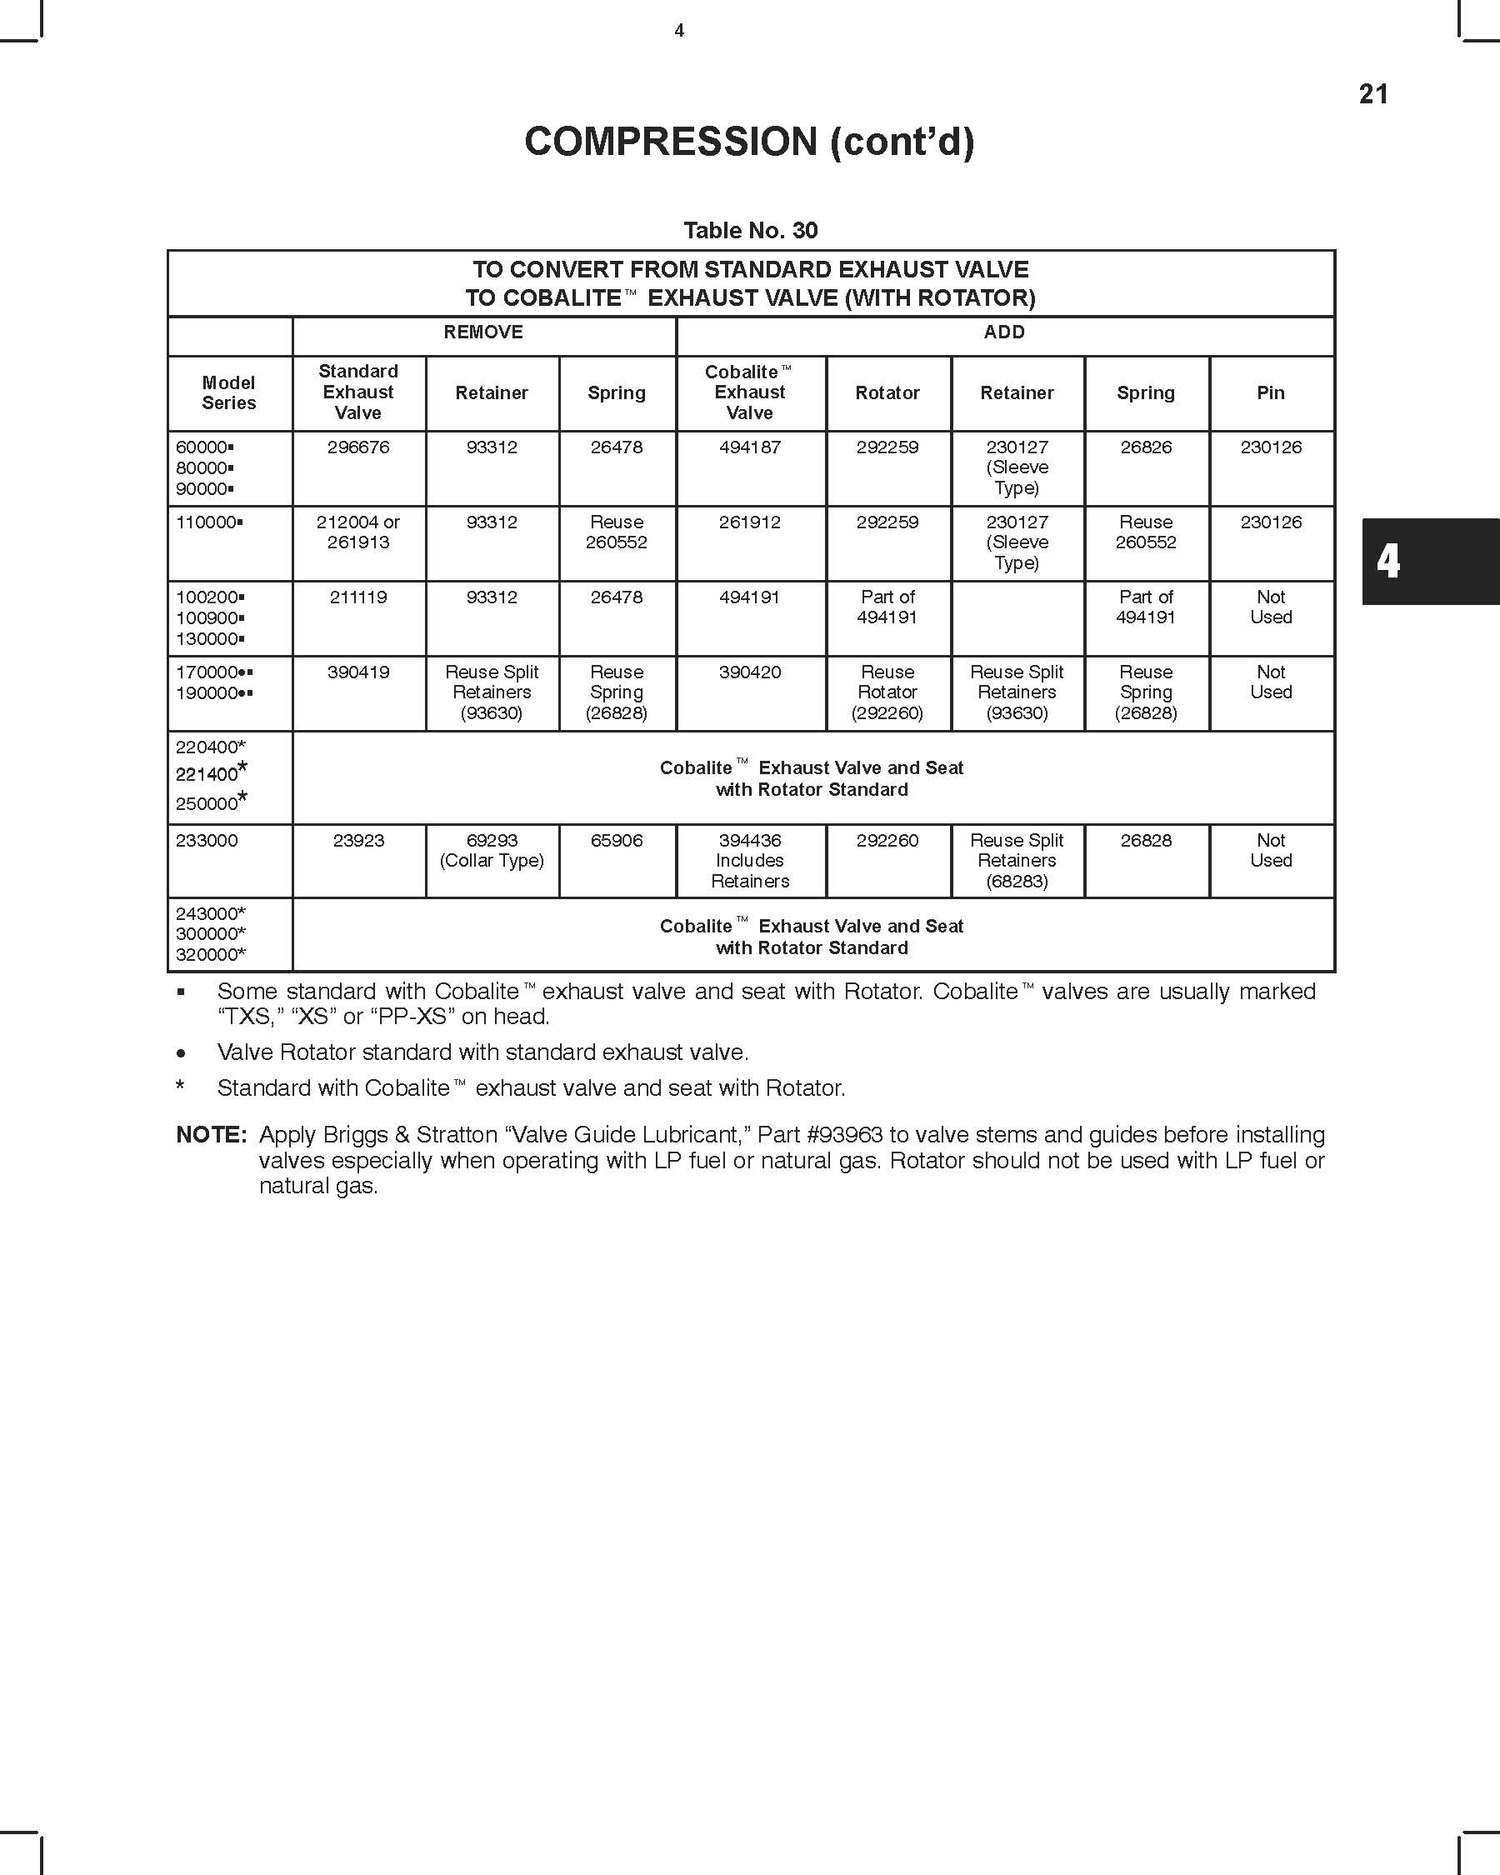 4
21
COMPRESSION (cont’d)
Table No. 30
TO CONVERT FROM STANDARD EXHAUST VALVE
TO COBALITE™ EXHAUST VALVE (WITH ROTATOR)
REMOVE ADD
Model Series Standard Exhaust Valve Retainer Spring Cobalite™ Exhaust Valve Rotator Retainer Spring Pin
60000▪ 296676 93312 26478 494187 292259 230127 26826 230126
80000▪ (Sleeve
90000▪ Type)
110000▪ 212004 or 93312 Reuse 261912 292259 230127 Reuse 230126
261913 260552 (Sleeve 260552
Type)
4
100200▪ 211119 93312 26478 494191 Part of Part of Not
100900▪ 494191 494191 Used
130000▪
170000●▪ 390419 Reuse Split Reuse 390420 Reuse Reuse Split Reuse Not
190000●▪ Retainers Spring Rotator Retainers Spring Used
(93630) (26828) (292260) (93630) (26828)
220400*
221400* Cobalite™ Exhaust Valve and Seat
with Rotator Standard
250000*
233000 23923 69293 65906 394436 292260 Reuse Split 26828 Not
(Collar Type) Includes Retainers Used
Retainers (68283)
243000*
300000* Cobalite™ Exhaust Valve and Seat
320000* with Rotator Standard
▪ Some standard with Cobalite™ exhaust valve and seat with Rotator. Cobalite™ valves are usually marked
“TXS,” “XS” or “PP-XS” on head.
● Valve Rotator standard with standard exhaust valve.
* Standard with Cobalite™ exhaust valve and seat with Rotator.
NOTE: Apply Briggs & Stratton “Valve Guide Lubricant,” Part #93963 to valve stems and guides before installing
valves especially when operating with LP fuel or natural gas. Rotator should not be used with LP fuel or
natural gas.